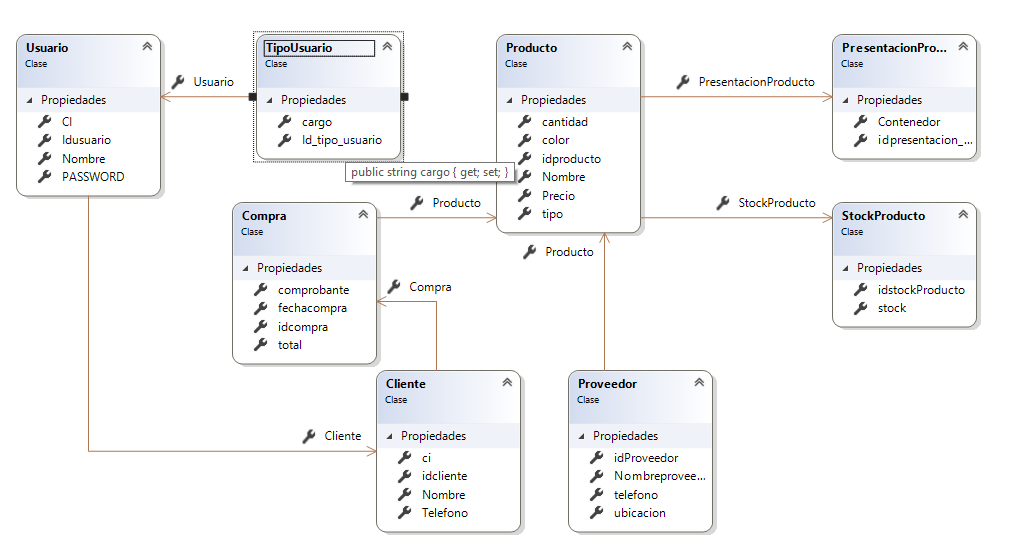 Usuario
Clase
Propiedades
CI
Idusuario
Nombre
PASSWORD
Usuario
TipoUsuario
Clase
Propiedades
cargo
Id_tipo_usuario
public string cargo { get; set; }
Producto
Clase
Propiedades
cantidad
color
idproducto
Nombre
Precio
tipo
PresentacionProducto
PresentacionPro...
Clase
Propiedades
Contenedor
idpresentacion_...
StockProducto
StockProducto
Clase
Propiedades
idstockProducto
stock
Compra
Clase
Propiedades
comprobante
fechacompra
idcompra
total
Producto
Producto
Compra
Cliente
Cliente
Clase
Propiedades
ci
idcliente
Nombre
Telefono
Proveedor
Clase
Propiedades
idProveedor
Nombreprovee...
telefono
ubicacion